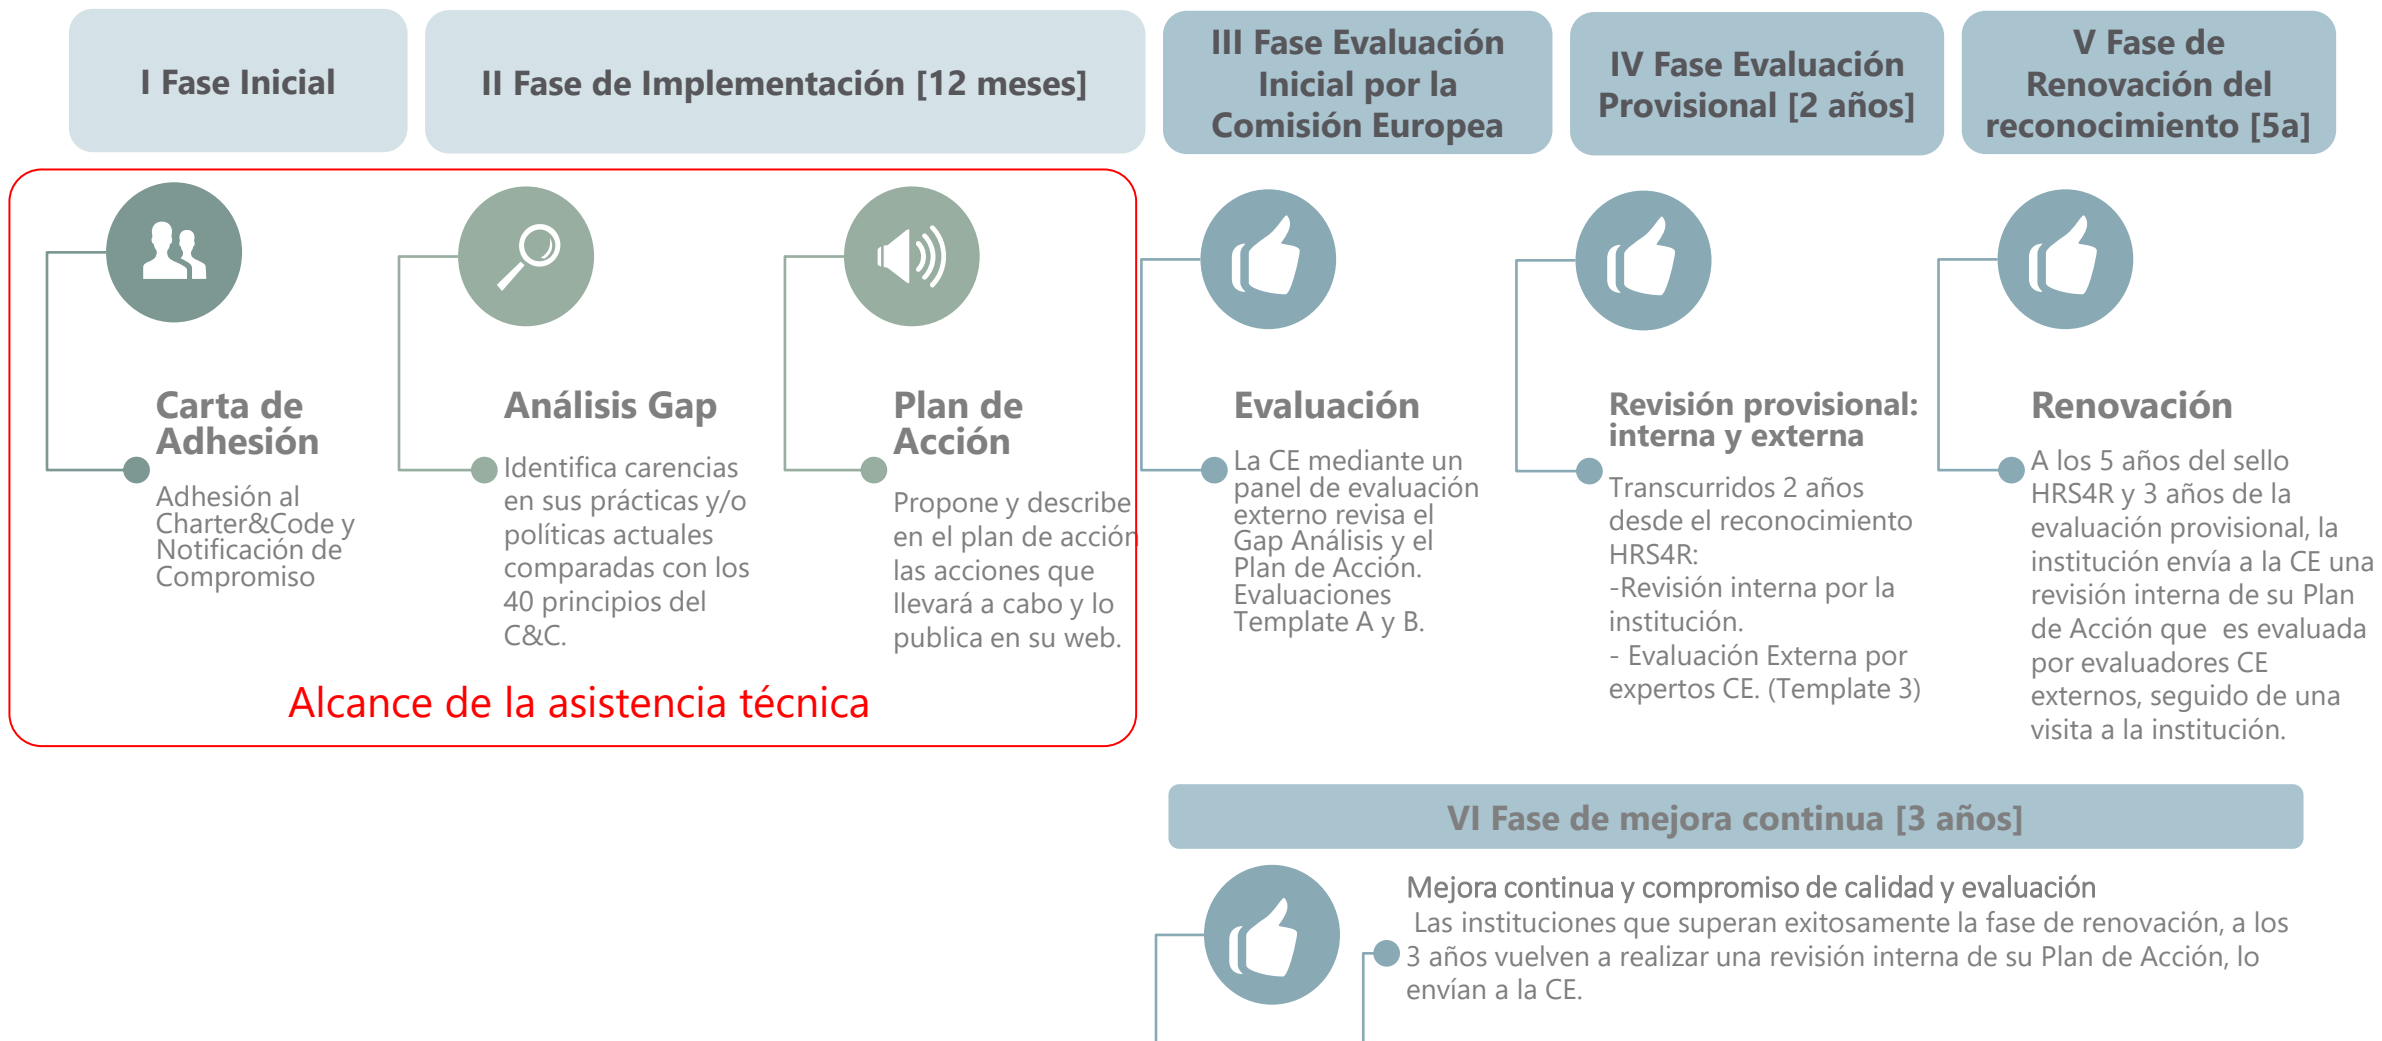 I Fase Inicial
II Fase de Implementación [12 meses]
III Fase Evaluación
Inicial por la
Comisión Europea
IV Fase Evaluación
Provisional [2 años]
V Fase de
Renovación del
reconocimiento [5a]
Carta de
Adhesión
Adhesión al
Charter&Code y
Notificación de
Compromiso
Análisis Gap
Identifica carencias
en sus prácticas y/o
políticas actuales
comparadas con los
40 principios del
C&C.
Plan de
Acción
Propone y describe
en el plan de acción
las acciones que
llevará a cabo y lo
publica en su web.
Alcance de la asistencia técnica
Evaluación
La CE mediante un
panel de evaluación
externo revisa el
Gap Análisis y el
Plan de Acción.
Evaluaciones
Template A y B.
Revisión provisional:
interna y externa
Transcurridos 2 años
desde el reconocimiento
HRS4R:
-Revisión interna por la
institución.
- Evaluación Externa por
expertos CE. (Template 3)
Renovación
A los 5 años del sello
HRS4R y 3 años de la
evaluación provisional, la
institución envía a la CE una
revisión interna de su Plan
de Acción que  es evaluada
por evaluadores CE
externos, seguido de una
visita a la institución.
VI Fase de mejora continua [3 años]
Mejora continua y compromiso de calidad y evaluación
Las instituciones que superan exitosamente la fase de renovación, a los
3 años vuelven a realizar una revisión interna de su Plan de Acción, lo
envían a la CE.